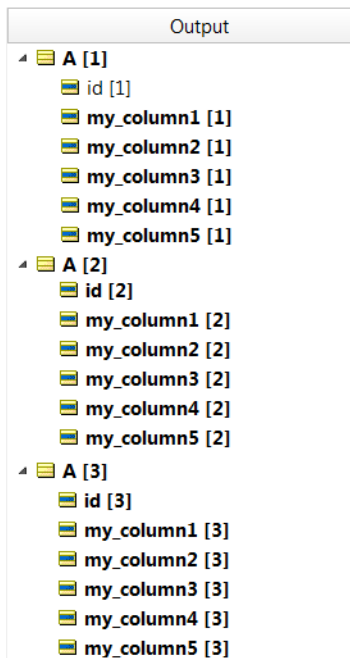 Output
A [1]
id [1]
my_column1 [1]
my_column2 [1]
my_column3 [1]
my_column4 [1]
my_column5 [1]
A [2]
id [2]
my_column1 [2]
my_column2 [2]
my_column3 [2]
my_column4 [2]
my_column5 [2]
A [3]
id [3]
my_column1 [3]
my_column2 [3]
my_column3 [3]
my_column4 [3]
my_column5 [3]